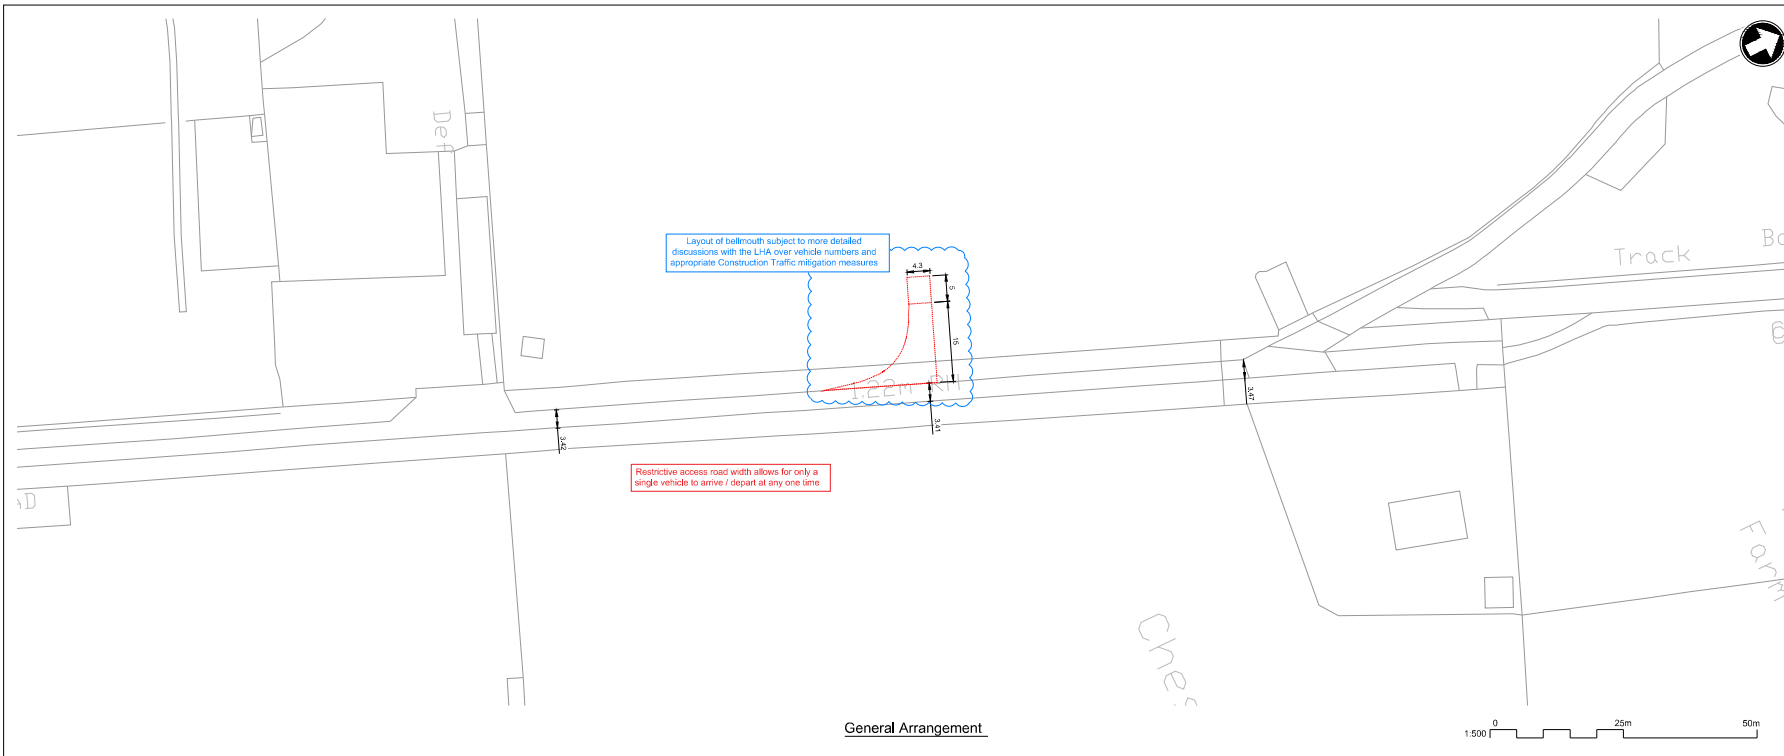 Def
Layout of bellmouth subject to more detailed
discussions with the LHA over vehicle numbers and
appropriate Construction Traffic mitigation measures
4.3
5
15
1.22m RH
3.42
3.41
3.47
Track
Restrictive access road width allows for only a
single vehicle to arrive / depart at any one time
Farm
General Arrangement
1:500
0 25m 50m